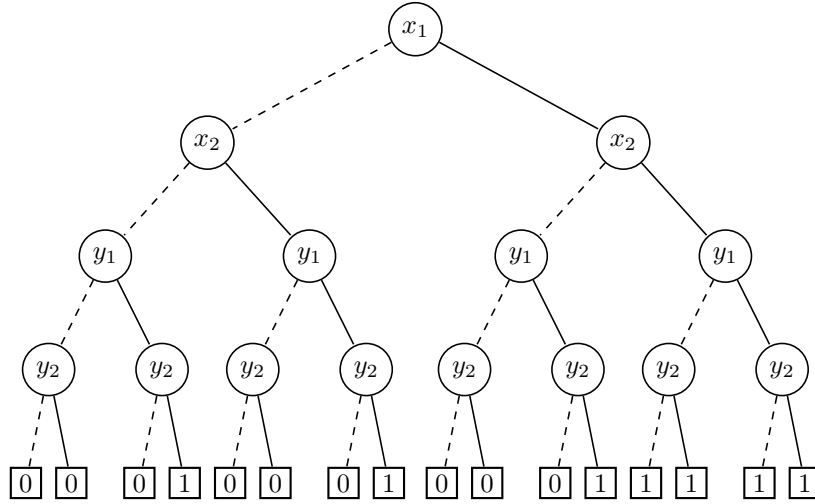 x₁
x₂ x₂
y₁ y₁ y₁ y₁
y₂ y₂ y₂ y₂ y₂ y₂ y₂ y₂
0 0 0 1 0 0 0 1 0 0 0 1 1 1 1 1